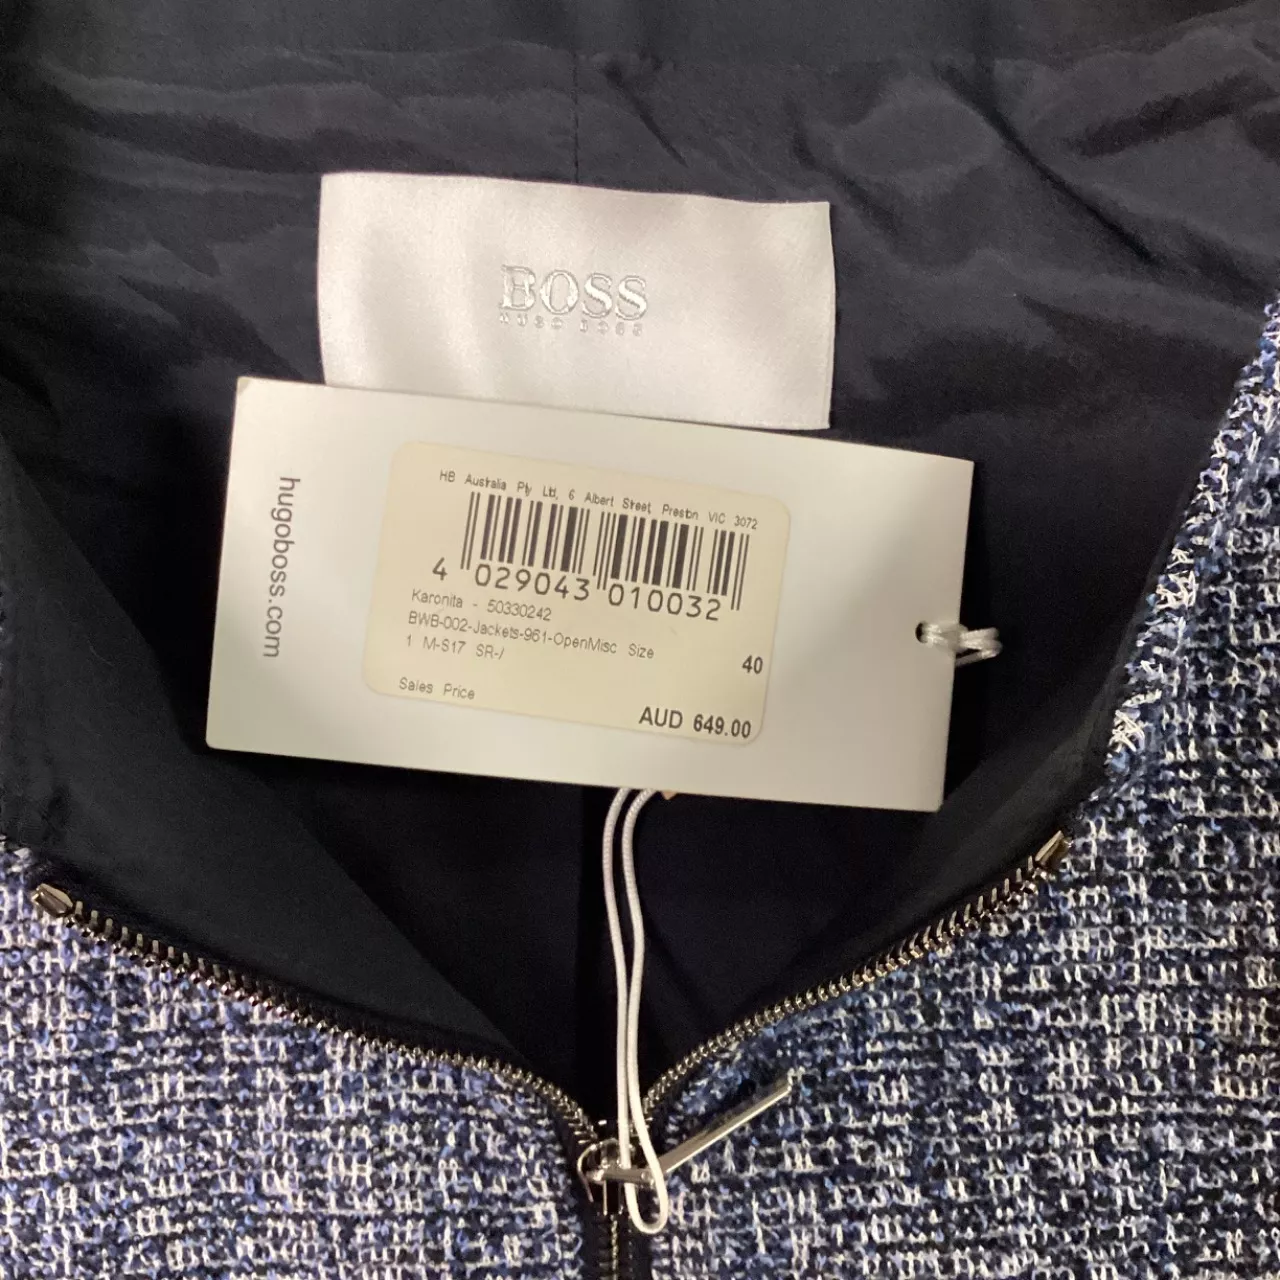 BOSS
HUGO BOSS
hugoboss.com
HB Australia Pty Ltd, 6 Albert Street, Preston VIC 3072
4 029043 010032
Karonita - 50330242
BWB-002-Jackets-961-OpenMisc Size
1 M-S17 SR-/ 40
Sales Price
AUD 649.00